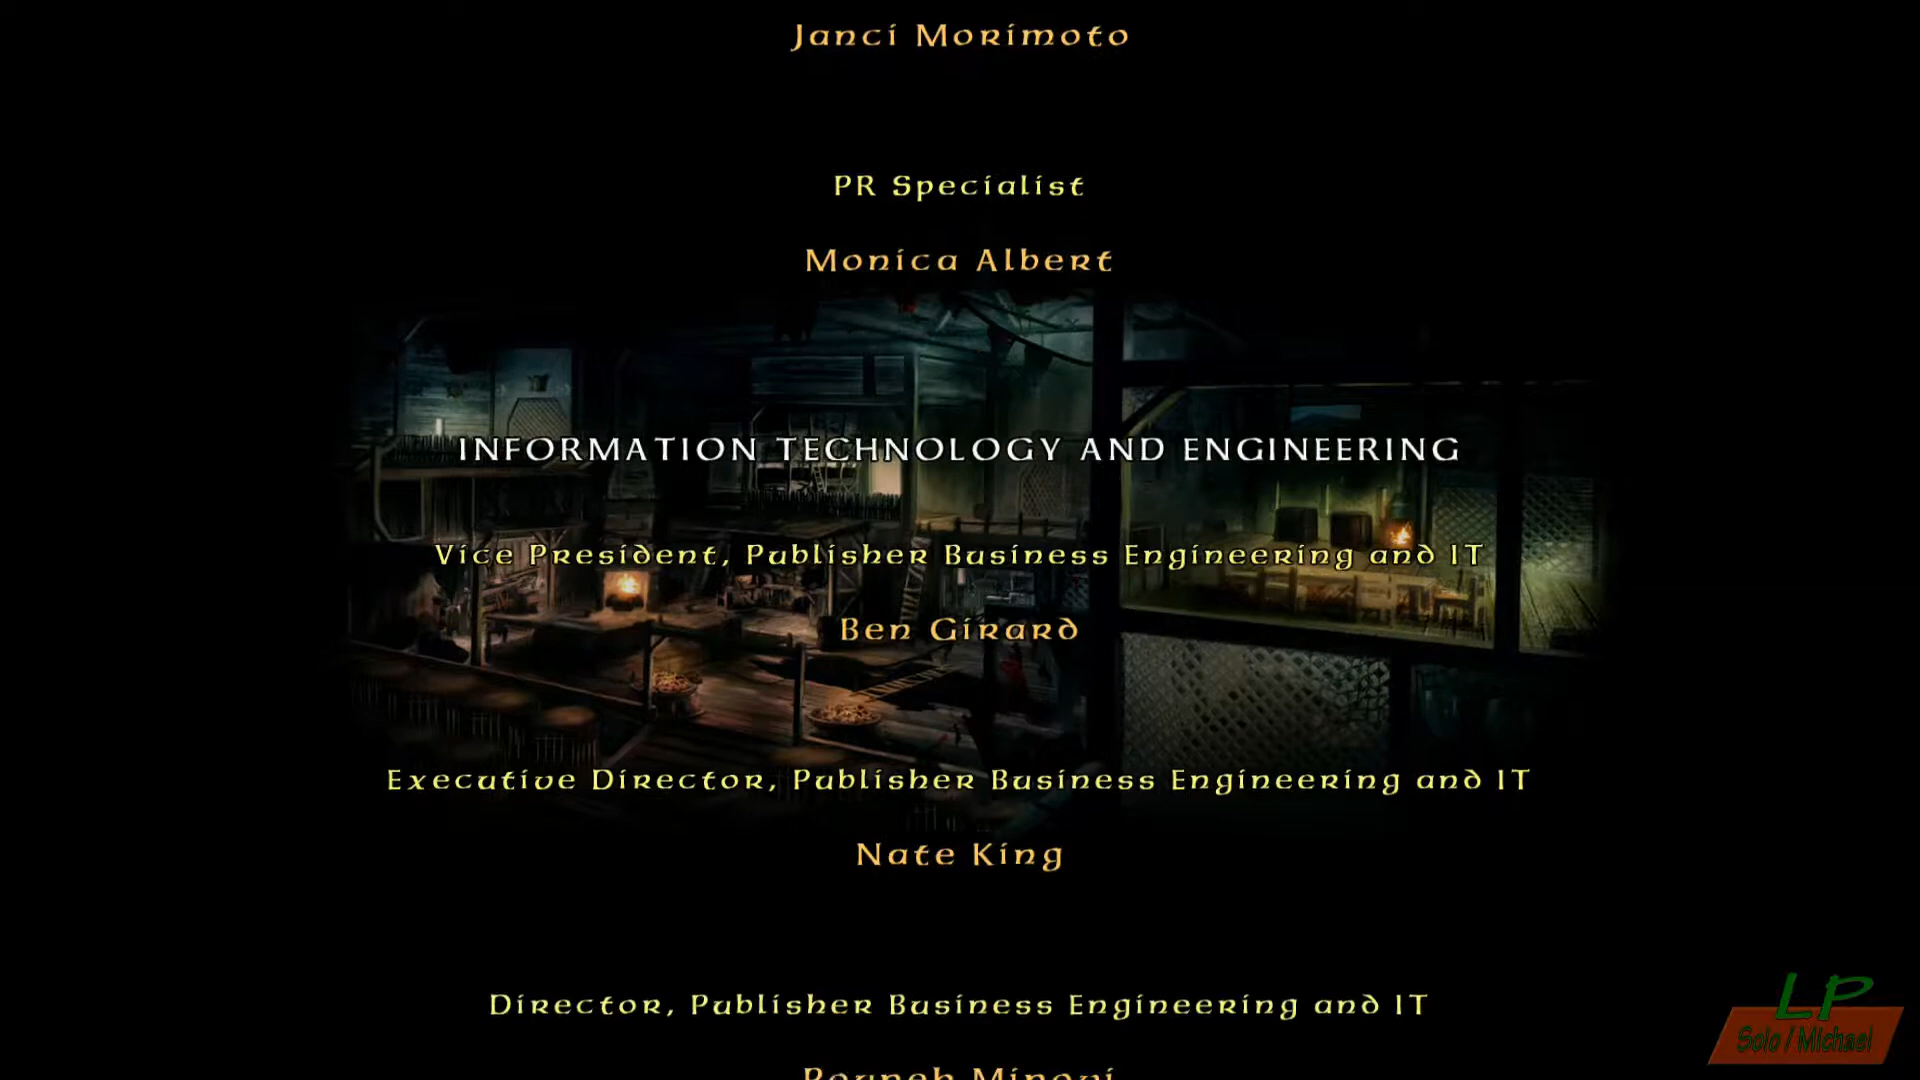 Janci Morimoto
PR Specialist
Monica Albert
INFORMATION TECHNOLOGY AND ENGINEERING
Vice President, Publisher Business Engineering and IT
Ben Girard
Executive Director, Publisher Business Engineering and IT
Nate King
Director, Publisher Business Engineering and IT
LP
Solo / Michael